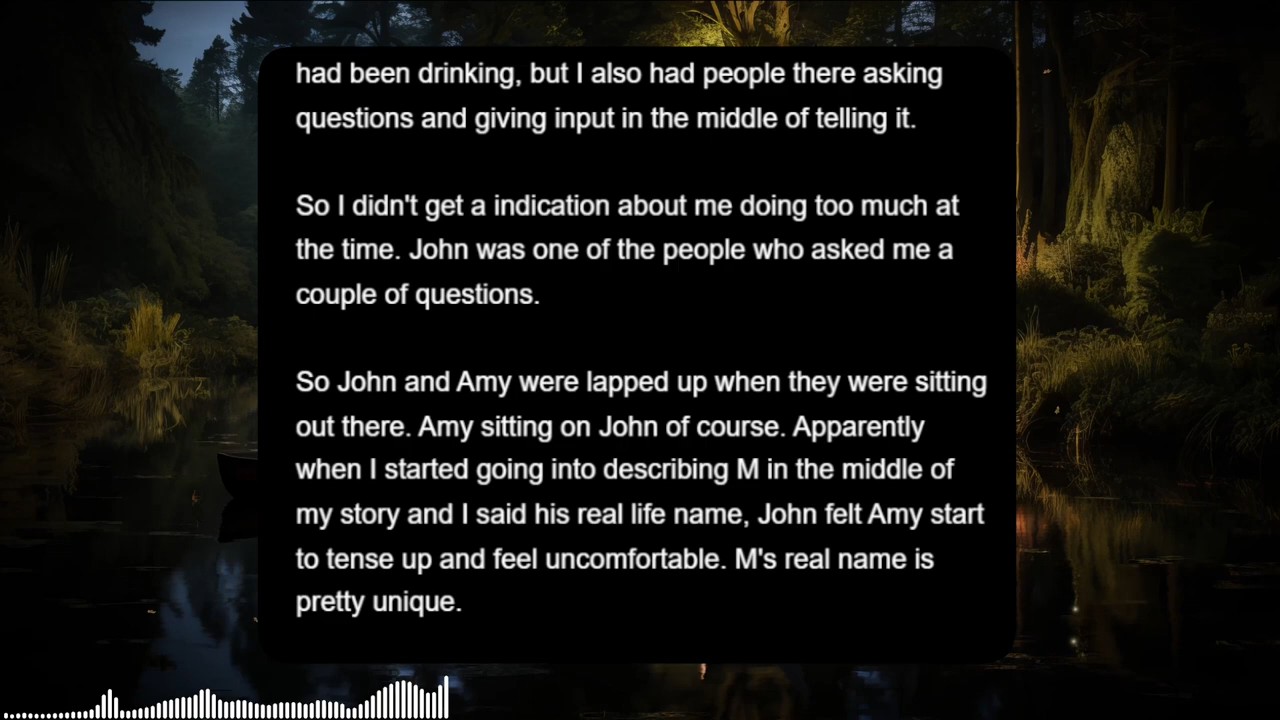 had been drinking, but I also had people there asking
questions and giving input in the middle of telling it.
So I didn't get a indication about me doing too much at
the time. John was one of the people who asked me a
couple of questions.
So John and Amy were lapped up when they were sitting
out there. Amy sitting on John of course. Apparently
when I started going into describing M in the middle of
my story and I said his real life name, John felt Amy start
to tense up and feel uncomfortable. M's real name is
pretty unique.